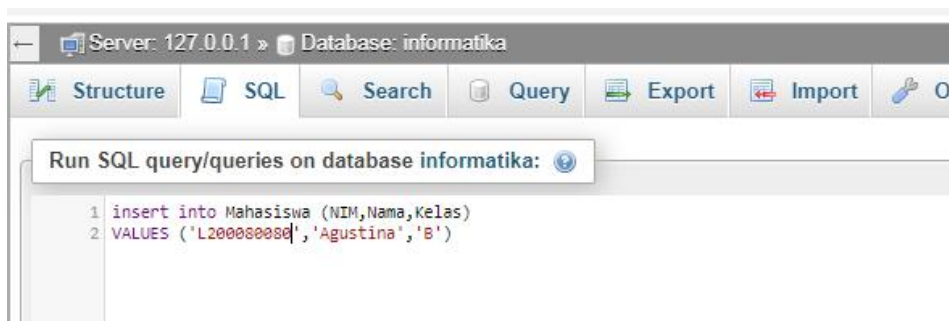 ← Server: 127.0.0.1 » Database: informatika
Structure SQL Search Query Export Import O
Run SQL query/queries on database informatika:
1 insert into Mahasiswa (NIM,Nama,Kelas)
2 VALUES ('L200080080','Agustina','B')